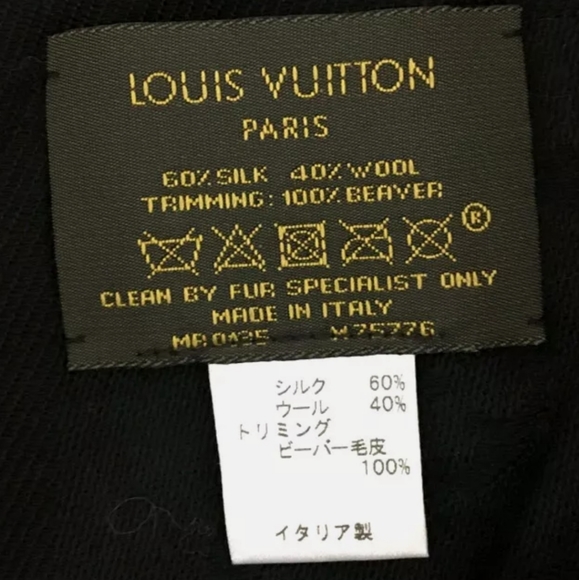 LOUIS VUITTON
PARIS
60% SILK 40% WOOL
TRIMMING: 100% BEAVER
®
CLEAN BY FUR SPECIALIST ONLY
MADE IN ITALY
M75776
シルク 60%
ウール 40%
トリミング
ビーバー毛皮
100%
イタリア製